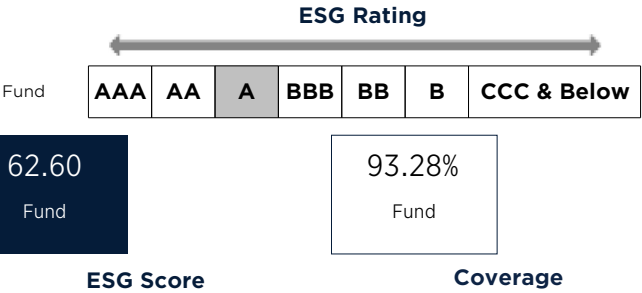 ESG Rating
Fund AAA AA A BBB BB B CCC & Below
62.60 93.28%
Fund Fund
ESG Score Coverage